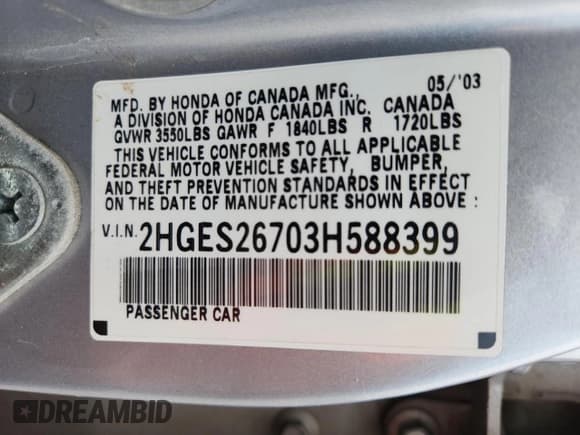 MFD. BY HONDA OF CANADA MFG., 05/'03
A DIVISION OF HONDA CANADA INC. CANADA
GVWR 3550LBS GAWR F 1840LBS R 1720LBS
THIS VEHICLE CONFORMS TO ALL APPLICABLE
FEDERAL MOTOR VEHICLE SAFETY, BUMPER,
AND THEFT PREVENTION STANDARDS IN EFFECT
ON THE DATE OF MANUFACTURE SHOWN ABOVE :
V.I.N. 2HGES26703H588399
PASSENGER CAR
DREAMBID